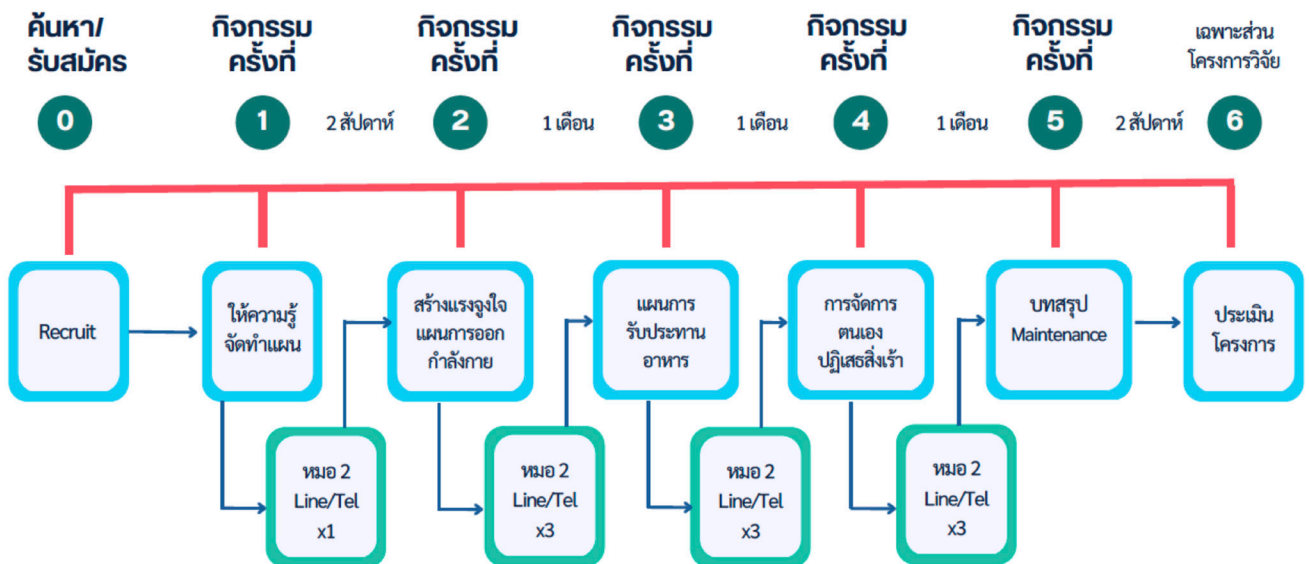 ค้นหา/
รับสมัคร
กิจกรรม
ครั้งที่
กิจกรรม
ครั้งที่
กิจกรรม
ครั้งที่
กิจกรรม
ครั้งที่
กิจกรรม
ครั้งที่
เฉพาะส่วน
โครงการวิจัย
0
1
2 สัปดาห์
2
1 เดือน
3
1 เดือน
4
1 เดือน
5
2 สัปดาห์
6
Recruit
ให้ความรู้
จัดทำแผน
สร้างแรงจูงใจ
แผนการออก
กำลังกาย
แผนการ
รับประทาน
อาหาร
การจัดการ
ตนเอง
ปฏิเสธสิ่งเร้า
บทสรุป
Maintenance
ประเมิน
โครงการ
หมอ 2
Line/Tel
x1
หมอ 2
Line/Tel
x3
หมอ 2
Line/Tel
x3
หมอ 2
Line/Tel
x3